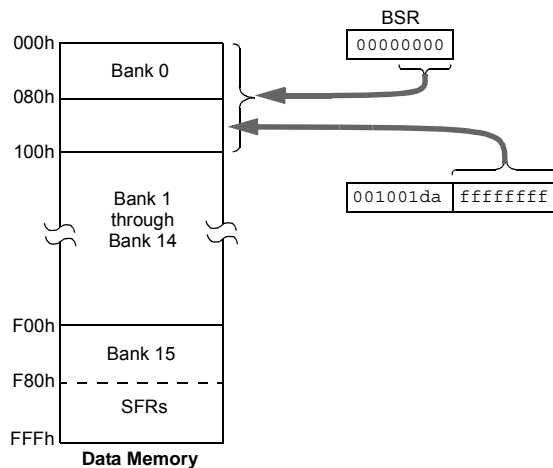 BSR
000h
00000000
Bank 0
080h
100h
Bank 1
through
Bank 14
001001da ffffffff
F00h
Bank 15
F80h
SFRs
FFFh
Data Memory